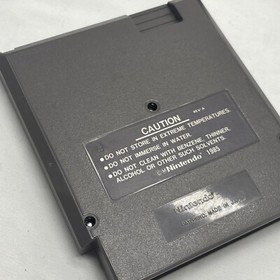 REV-A
CAUTION
•DO NOT STORE IN EXTREME TEMPERATURES.
•DO NOT IMMERSE IN WATER.
•DO NOT CLEAN WITH BENZENE, THINNER,
ALCOHOL OR OTHER SUCH SOLVENTS.
Nintendo 1985
Nintendo
MADE IN